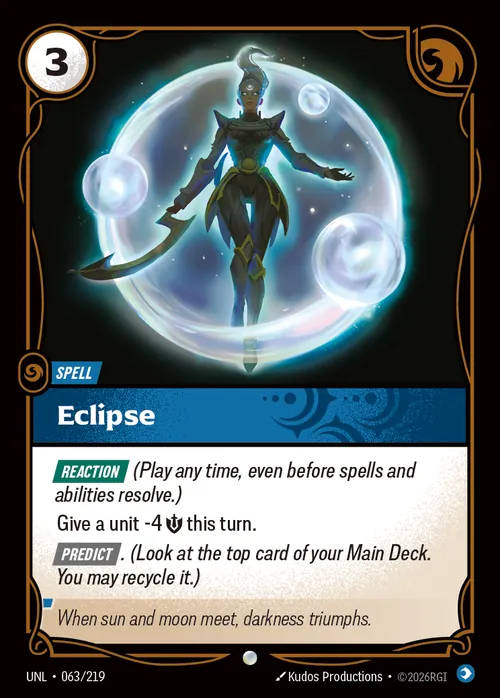 3
SPELL
Eclipse
REACTION (Play any time, even before spells and
abilities resolve.)
Give a unit -4 this turn.
PREDICT. (Look at the top card of your Main Deck.
You may recycle it.)
When sun and moon meet, darkness triumphs.
UNL • 063/219
Kudos Productions • ©2026RGI